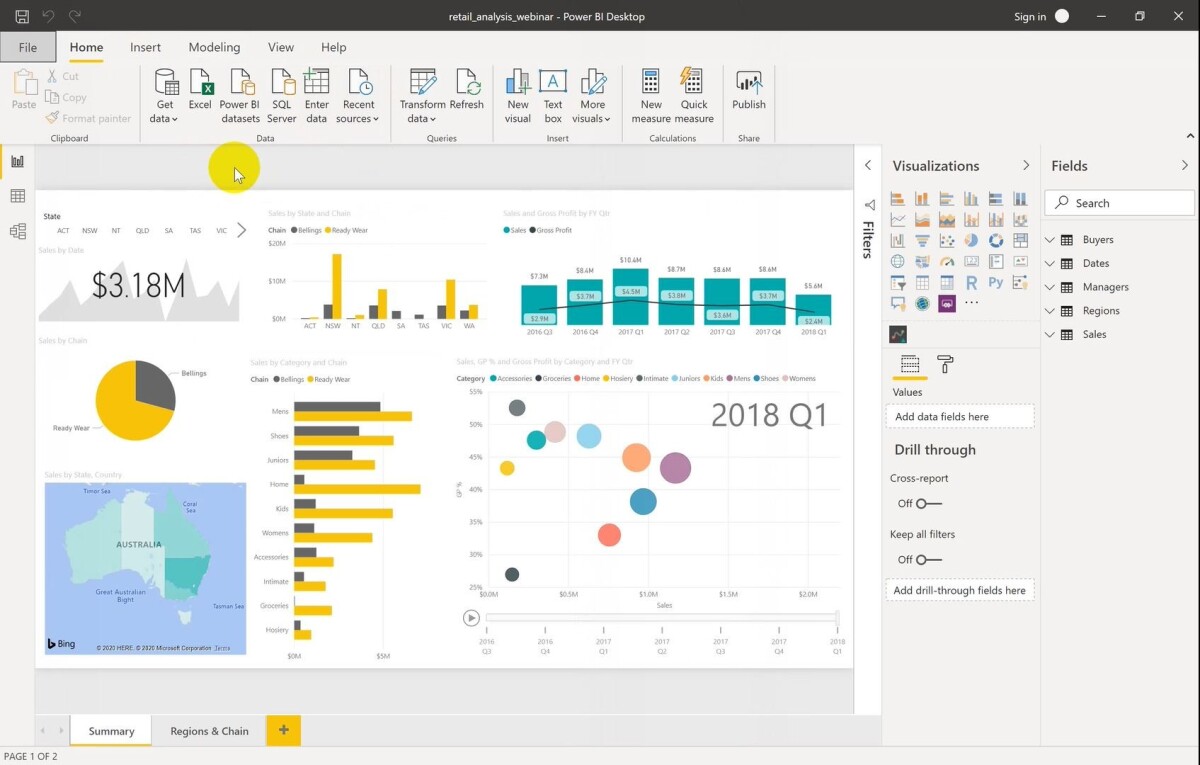 retail_analysis_webinar - Power BI Desktop
Sign in
File Home Insert Modeling View Help
Paste
Cut
Copy
Format painter
Clipboard
Get data
Excel
Power BI datasets
SQL Server
Enter data
Recent sources
Data
Transform data
Refresh
Queries
New visual
Text box
More visuals
Insert
New measure
Quick measure
Calculations
Publish
Share
State
ACT NSW NT QLD SA TAS VIC
Sales by Date
$3.18M
Sales by State and Chain
Chain Bellings Ready Wear
$20M
$10M
$0M
ACT NSW NT QLD SA TAS VIC WA
Sales and Gross Profit by FY Qtr
Sales Gross Profit
$7.3M $8.4M $10.4M $8.7M $8.6M $8.6M $5.6M
$2.9M $3.7M $4.5M $3.8M $3.6M $3.7M $2.4M
2016 Q3 2016 Q4 2017 Q1 2017 Q2 2017 Q3 2017 Q4 2018 Q1
Sales by Chain
Bellings
Ready Wear
Sales by State, Country
Timor Sea
Coral Sea
AUSTRALIA
Great Australian Bight
Tasman Sea
Bing
© 2020 HERE, © 2020 Microsoft Corporation Terms
Sales by Category and Chain
Chain Bellings Ready Wear
Mens
Shoes
Juniors
Home
Kids
Womens
Accessories
Intimate
Groceries
Hosiery
$0M $5M
Sales, GP % and Gross Profit by Category and FY Qtr
Category Accessories Groceries Home Hosiery Intimate Juniors Kids Mens Shoes Womens
2018 Q1
55%
50%
45%
40%
35%
30%
25%
GP %
$0.0M $0.5M $1.0M $1.5M $2.0M
Sales
2016 Q3
2016 Q4
2017 Q1
2017 Q2
2017 Q3
2017 Q4
2018 Q1
Filters
Visualizations
R Py
...
Values
Add data fields here
Drill through
Cross-report
Off
Keep all filters
Off
Add drill-through fields here
Fields
Search
Buyers
Dates
Managers
Regions
Sales
Summary Regions & Chain +
PAGE 1 OF 2